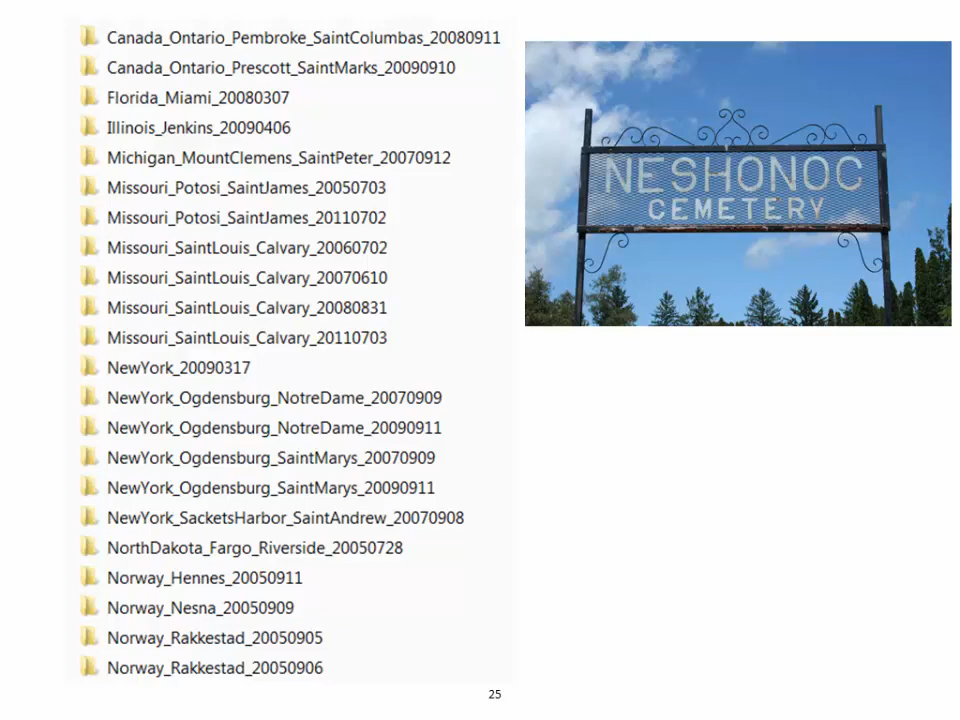 Canada_Ontario_Pembroke_SaintColumbas_20080911
Canada_Ontario_Prescott_SaintMarks_20090910
Florida_Miami_20080307
Illinois_Jenkins_20090406
Michigan_MountClemens_SaintPeter_20070912
Missouri_Potosi_SaintJames_20050703
Missouri_Potosi_SaintJames_20110702
Missouri_SaintLouis_Calvary_20060702
Missouri_SaintLouis_Calvary_20070610
Missouri_SaintLouis_Calvary_20080831
Missouri_SaintLouis_Calvary_20110703
NewYork_20090317
NewYork_Ogdensburg_NotreDame_20070909
NewYork_Ogdensburg_NotreDame_20090911
NewYork_Ogdensburg_SaintMarys_20070909
NewYork_Ogdensburg_SaintMarys_20090911
NewYork_SacketsHarbor_SaintAndrew_20070908
NorthDakota_Fargo_Riverside_20050728
Norway_Hennes_20050911
Norway_Nesna_20050909
Norway_Rakkestad_20050905
Norway_Rakkestad_20050906
NESHONOC
CEMETERY
25